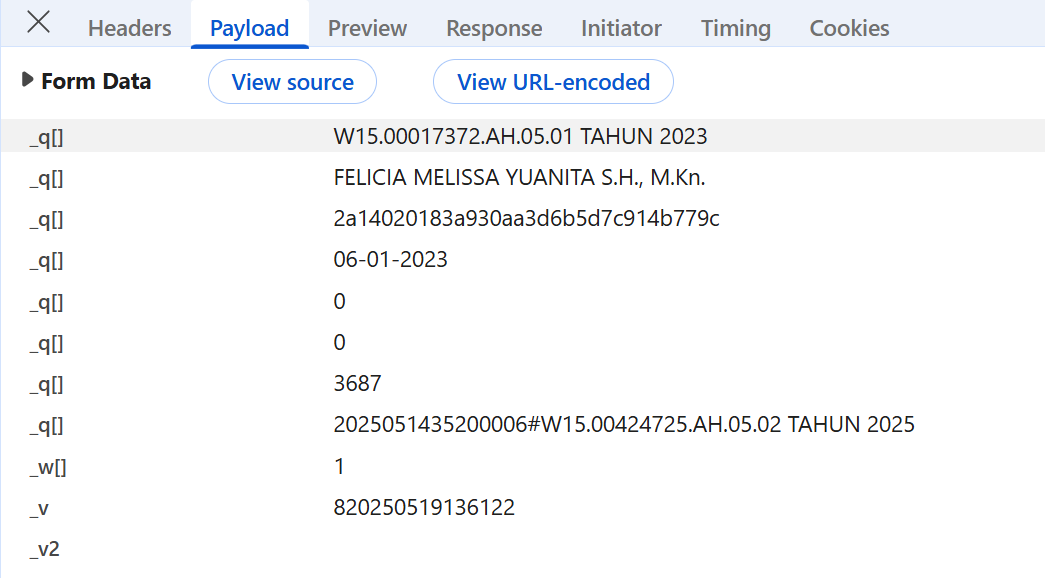 Headers Payload Preview Response Initiator Timing Cookies
Form Data View source View URL-encoded
_q[] W15.00017372.AH.05.01 TAHUN 2023
_q[] FELICIA MELISSA YUANITA S.H., M.Kn.
_q[] 2a14020183a930aa3d6b5d7c914b779c
_q[] 06-01-2023
_q[] 0
_q[] 0
_q[] 3687
_q[] 2025051435200006#W15.00424725.AH.05.02 TAHUN 2025
_w[] 1
_v 820250519136122
_v2